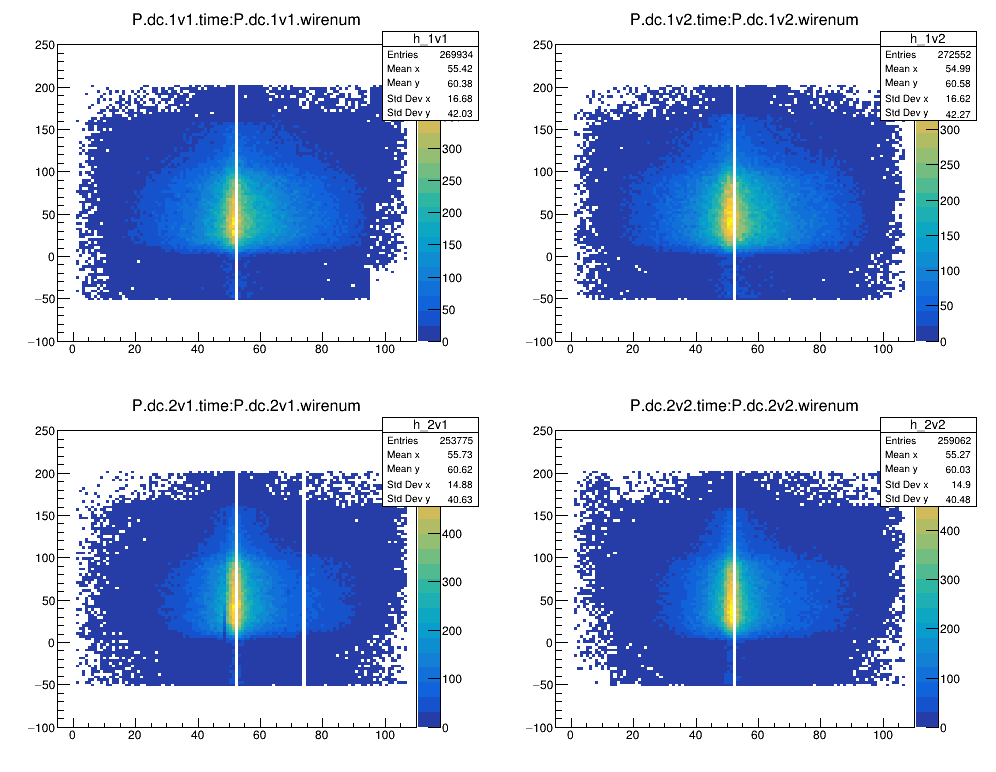 P.dc.1v1.time:P.dc.1v1.wirenum
h_1v1
Entries 269934
Mean x 55.42
Mean y 60.38
Std Dev x 16.68
Std Dev y 42.03
250
200
150
100
50
0
−50
−100
0 20 40 60 80 100
300
250
200
150
100
50
0
P.dc.1v2.time:P.dc.1v2.wirenum
h_1v2
Entries 272552
Mean x 54.99
Mean y 60.58
Std Dev x 16.62
Std Dev y 42.27
250
200
150
100
50
0
−50
−100
0 20 40 60 80 100
300
250
200
150
100
50
0
P.dc.2v1.time:P.dc.2v1.wirenum
h_2v1
Entries 253775
Mean x 55.73
Mean y 60.62
Std Dev x 14.88
Std Dev y 40.63
250
200
150
100
50
0
−50
−100
0 20 40 60 80 100
400
300
200
100
0
P.dc.2v2.time:P.dc.2v2.wirenum
h_2v2
Entries 259062
Mean x 55.27
Mean y 60.03
Std Dev x 14.9
Std Dev y 40.48
250
200
150
100
50
0
−50
−100
0 20 40 60 80 100
400
300
200
100
0